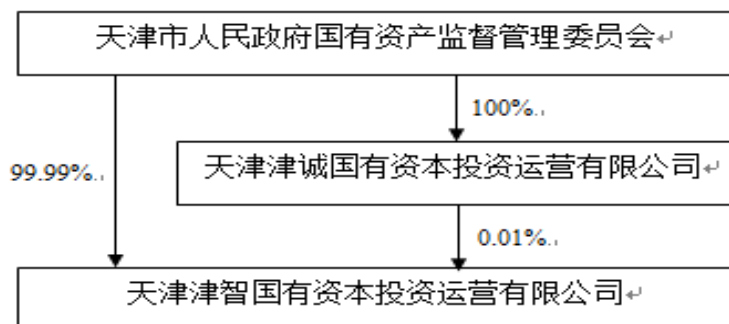 天津市人民政府国有资产监督管理委员会
100%
天津津诚国有资本投资运营有限公司
99.99%
0.01%
天津津智国有资本投资运营有限公司